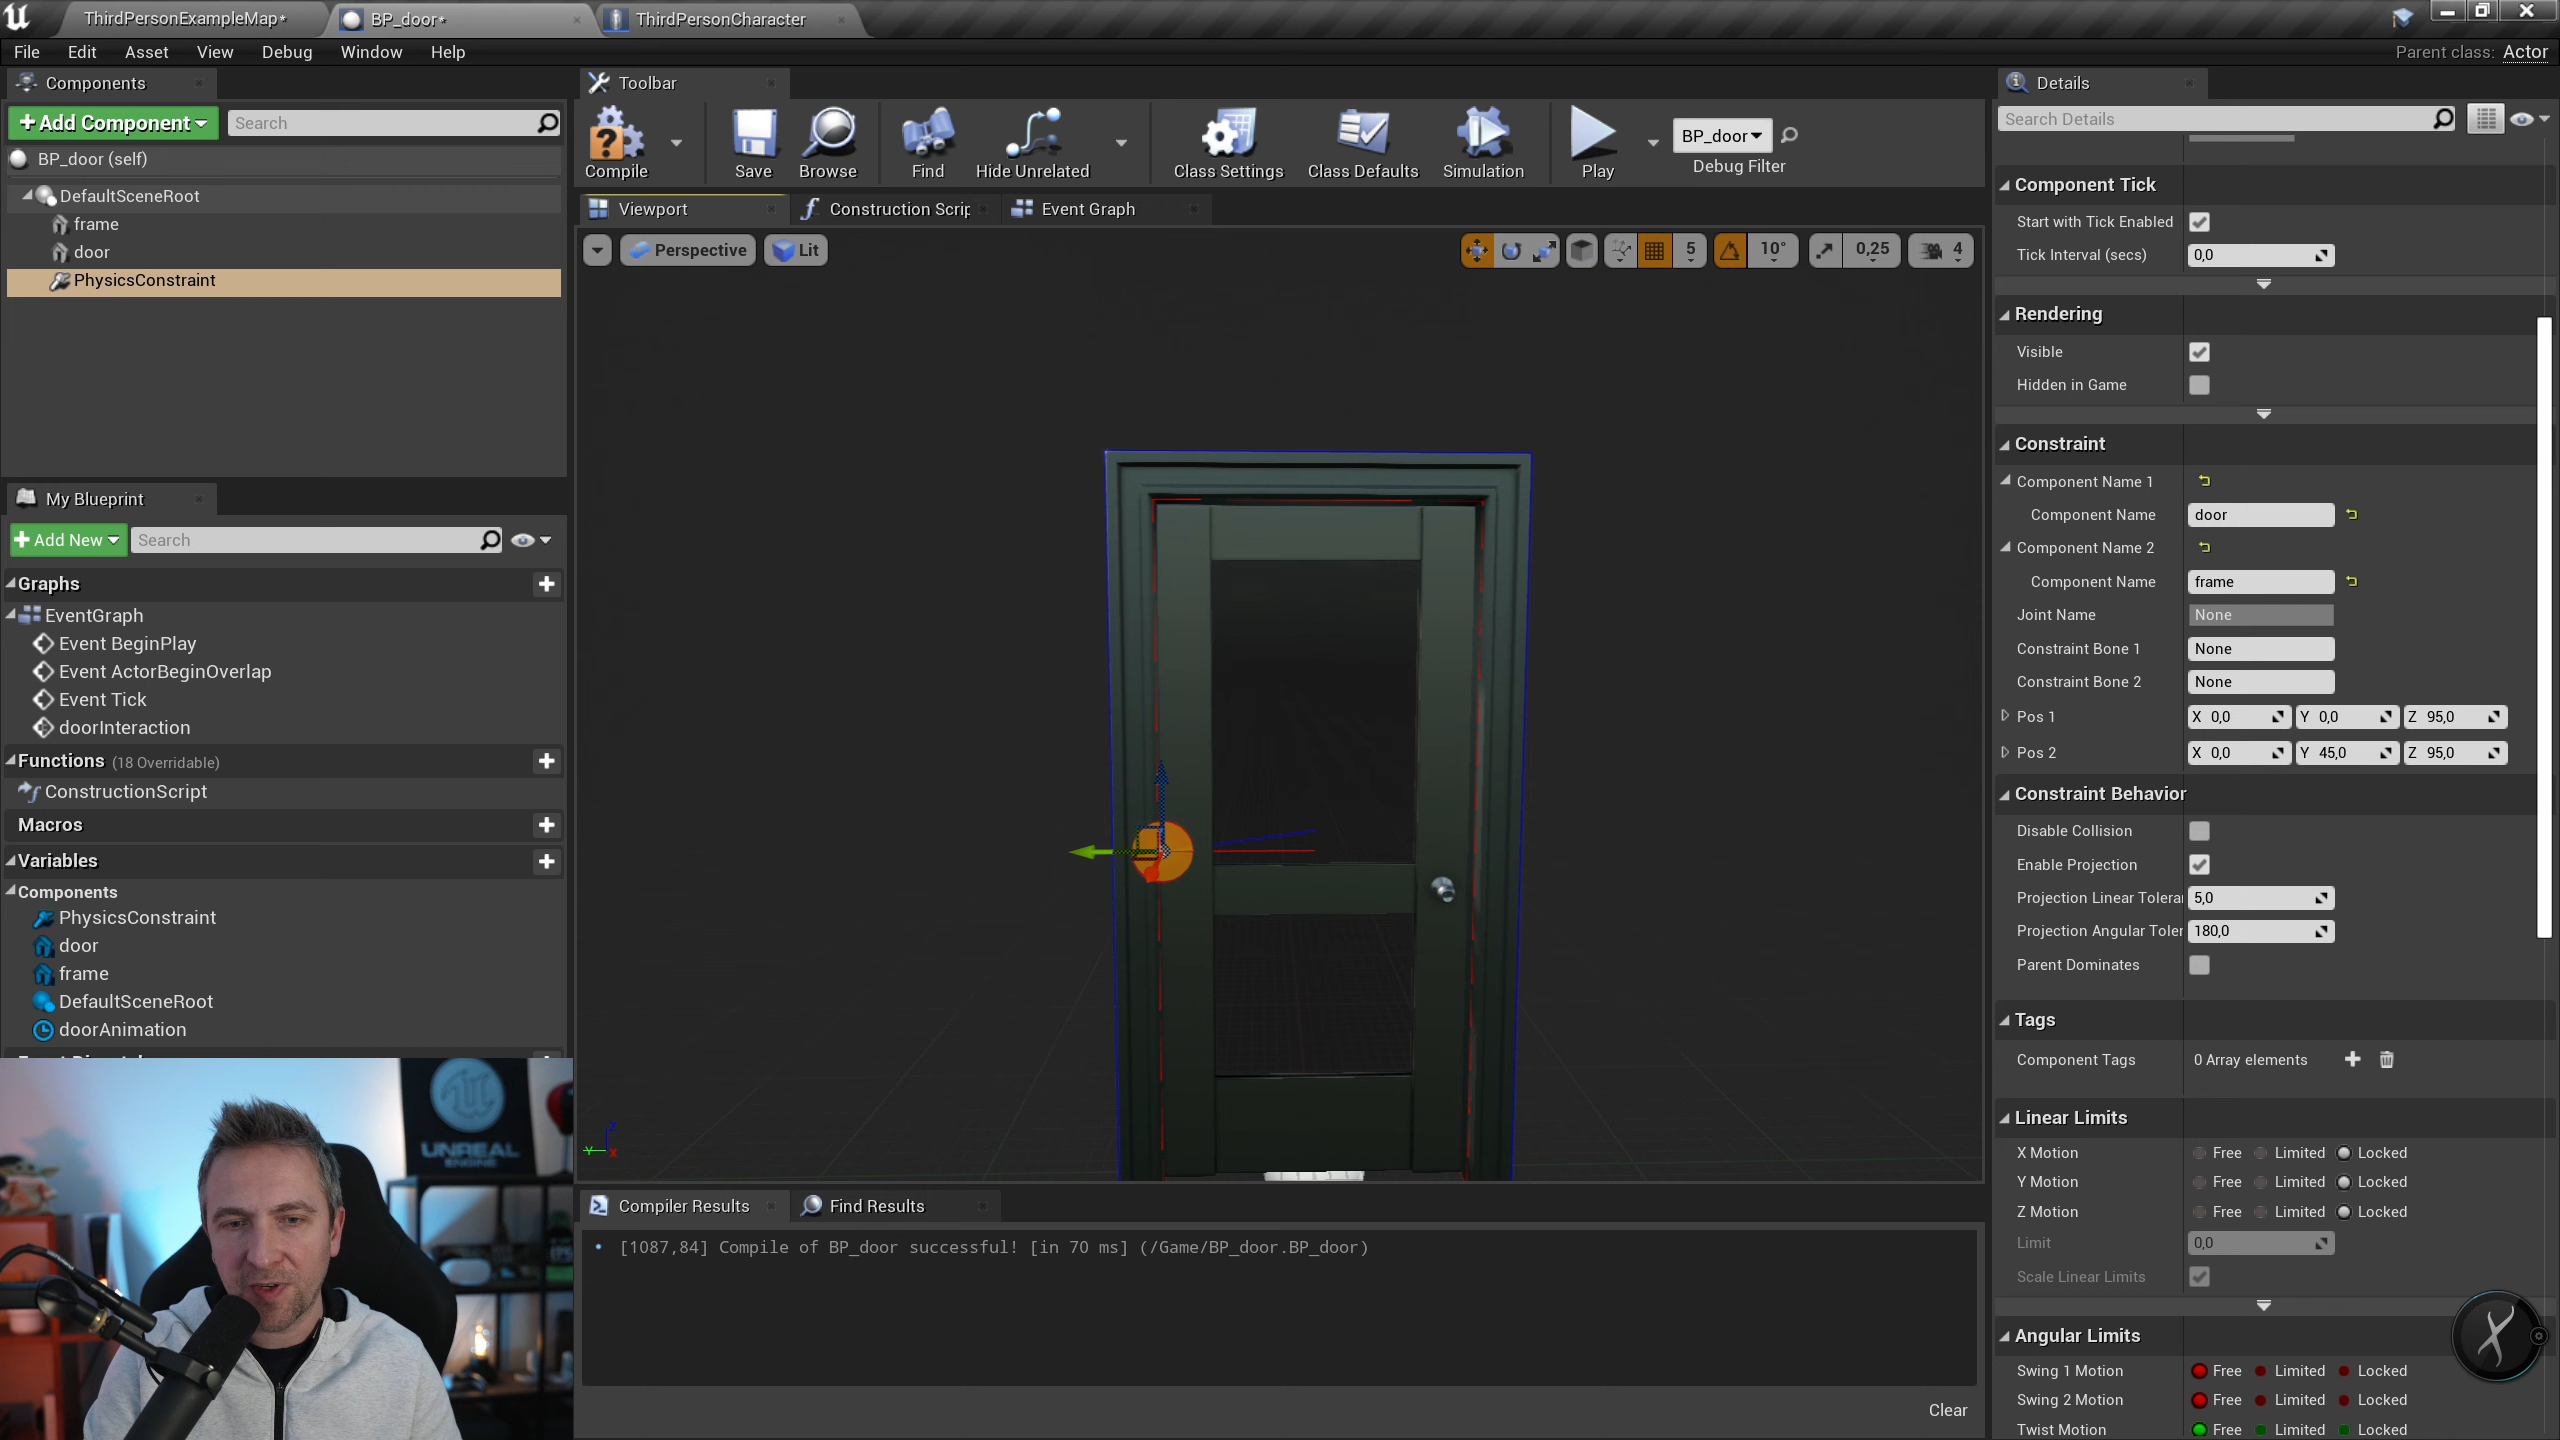 ThirdPersonExampleMap*
BP_door*
ThirdPersonCharacter
File Edit Asset View Debug Window Help
Parent class: Actor
Components
+Add Component
Search
BP_door (self)
DefaultSceneRoot
frame
door
PhysicsConstraint
My Blueprint
+ Add New
Search
Graphs
EventGraph
Event BeginPlay
Event ActorBeginOverlap
Event Tick
doorInteraction
Functions (18 Overridable)
ConstructionScript
Macros
Variables
Components
PhysicsConstraint
door
frame
DefaultSceneRoot
doorAnimation
UNREAL
ENGINE
Toolbar
Compile
Save
Browse
Find
Hide Unrelated
Class Settings
Class Defaults
Simulation
Play
BP_door
Debug Filter
Viewport
Construction Scrip
Event Graph
Perspective
Lit
5
10°
0,25
4
Z
Y
X
Compiler Results
Find Results
[1087,84] Compile of BP_door successful! [in 70 ms] (/Game/BP_door.BP_door)
Clear
Details
Search Details
Component Tick
Start with Tick Enabled
Tick Interval (secs) 0,0
Rendering
Visible
Hidden in Game
Constraint
Component Name 1
Component Name door
Component Name 2
Component Name frame
Joint Name None
Constraint Bone 1 None
Constraint Bone 2 None
Pos 1 X 0,0 Y 0,0 Z 95,0
Pos 2 X 0,0 Y 45,0 Z 95,0
Constraint Behavior
Disable Collision
Enable Projection
Projection Linear Tolerar 5,0
Projection Angular Toler 180,0
Parent Dominates
Tags
Component Tags 0 Array elements
Linear Limits
X Motion Free Limited Locked
Y Motion Free Limited Locked
Z Motion Free Limited Locked
Limit 0,0
Scale Linear Limits
Angular Limits
Swing 1 Motion Free Limited Locked
Swing 2 Motion Free Limited Locked
Twist Motion Free Limited Locked